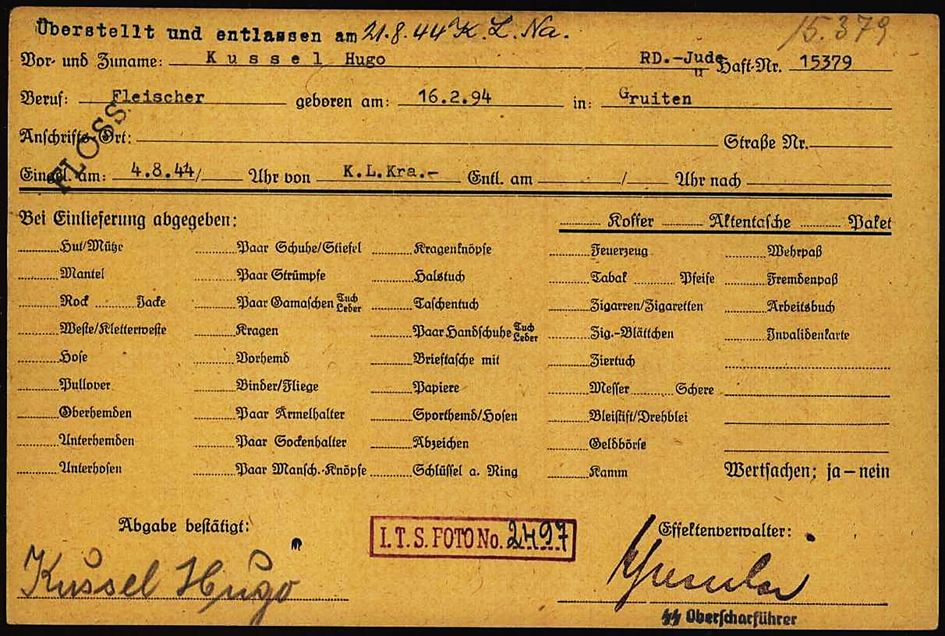 15.379
Überstellt und entlassen am 21.8.44 K.L.Na.
Vor- und Zuname: Kussel Hugo RD.-Jude Haft-Nr. 15379
Beruf: Fleischer geboren am: 16.2.94 in: Gruiten
Anschrifts-Ort: Straße Nr.
FLOSS
Eingel. am: 4.8.44/ Uhr von K.L.Kra.- Entl. am / Uhr nach
Bei Einlieferung abgegeben: Koffer Aktentasche Paket
Hut/Mütze Paar Schuhe/Stiefel Kragenknöpfe Feuerzeug Wehrpaß
Mantel Paar Strümpfe Halstuch Tabak Pfeife Fremdenpaß
Rock Jacke Paar Gamaschen Tuch Leder Taschentuch Zigarren/Zigaretten Arbeitsbuch
Weste/Kletterweste Kragen Paar Handschuhe Tuch Leder Zig.-Blättchen Invalidenkarte
Hose Vorhemd Brieftasche mit Ziertuch
Pullover Binder/Fliege Papiere Messer Schere
Oberhemden Paar Ärmelhalter Sporthemd/Hosen Bleistift/Drehblei
Unterhemden Paar Sockenhalter Abzeichen Geldbörse
Unterhosen Paar Mansch.-Knöpfe Schlüssel a. Ring Kamm Wertsachen: ja – nein
Abgabe bestätigt: I.T.S. FOTO No. 2497 Effektenverwalter:
Kussel Hugo
SS Oberscharführer